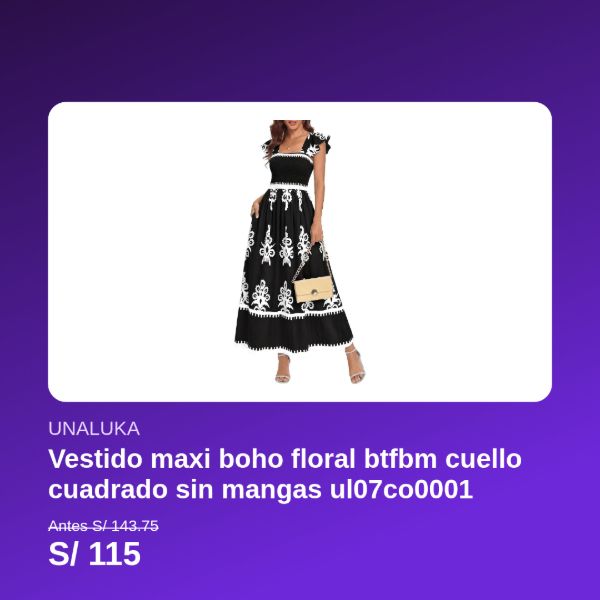 UNALUKA
Vestido maxi boho floral btfbm cuello
cuadrado sin mangas ul07co0001
Antes S/ 143.75
S/ 115